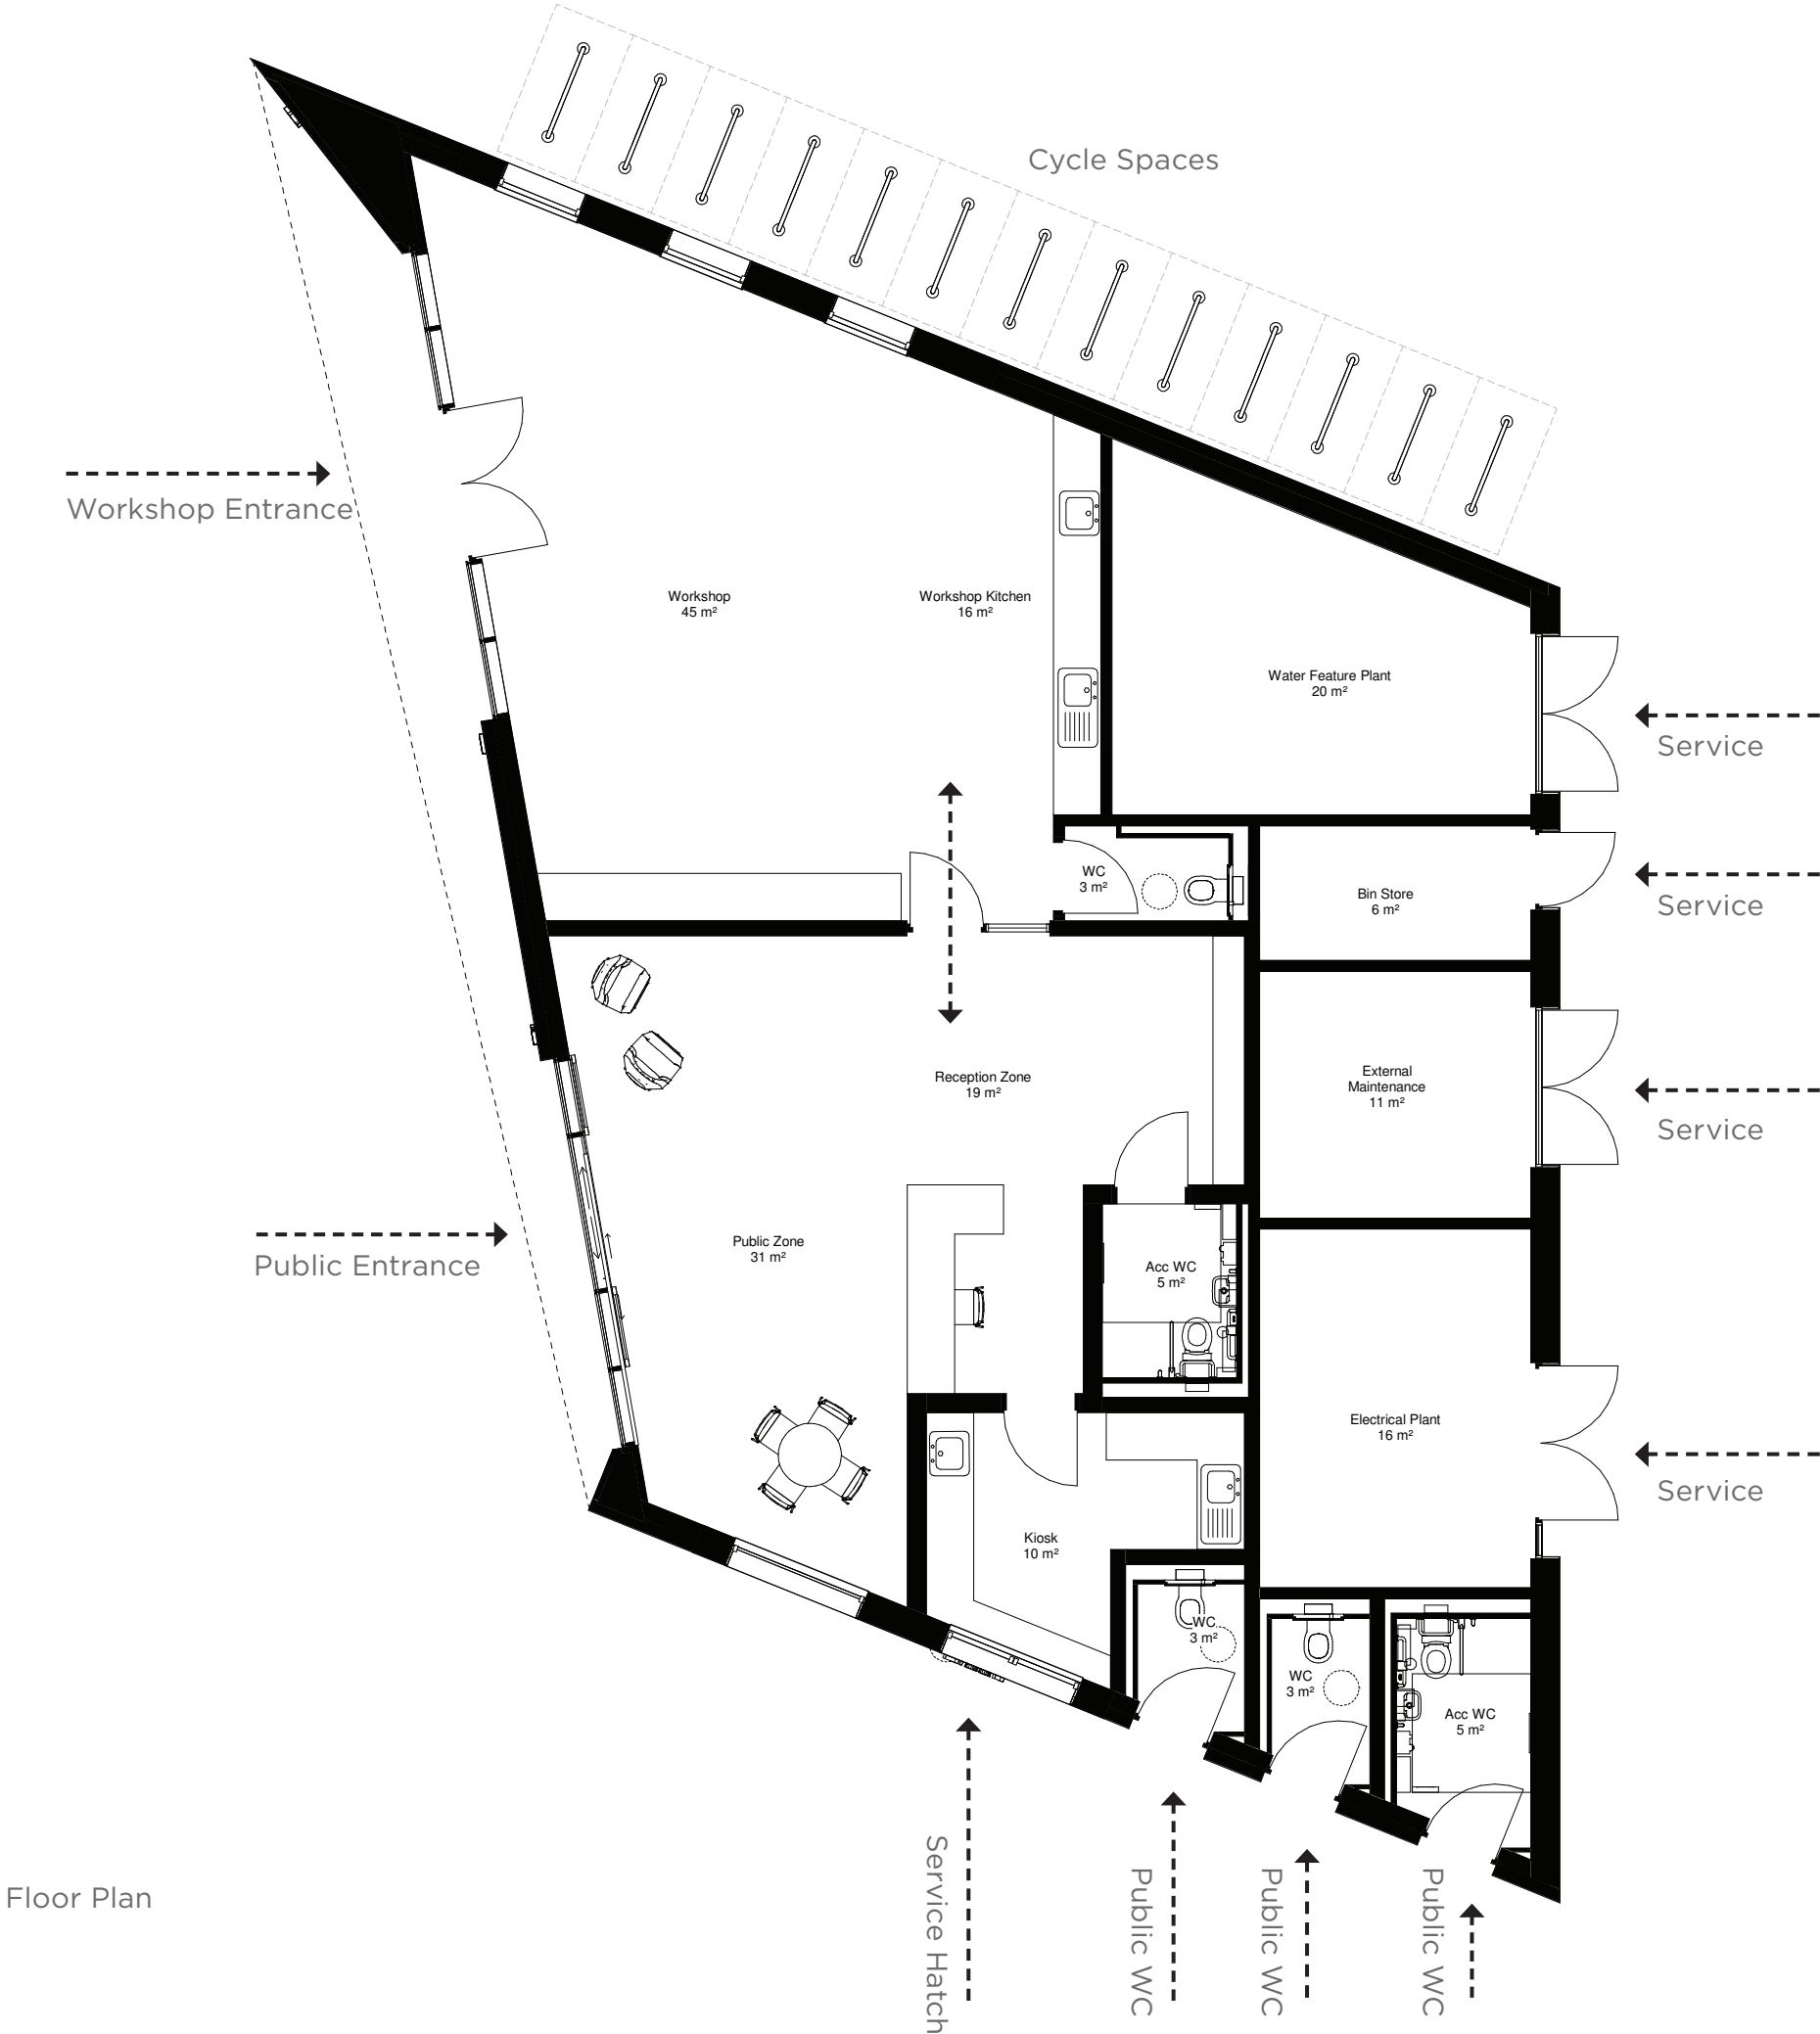 Cycle Spaces
Workshop Entrance
Workshop
45 m²
Workshop Kitchen
16 m²
Water Feature Plant
20 m²
Service
WC
3 m²
Bin Store
6 m²
Service
Reception Zone
19 m²
External
Maintenance
11 m²
Service
Public Zone
31 m²
Public Entrance
Acc WC
5 m²
Electrical Plant
16 m²
Service
Kiosk
10 m²
WC
3 m²
WC
3 m²
Acc WC
5 m²
Service Hatch
Public WC
Public WC
Public WC
Floor Plan